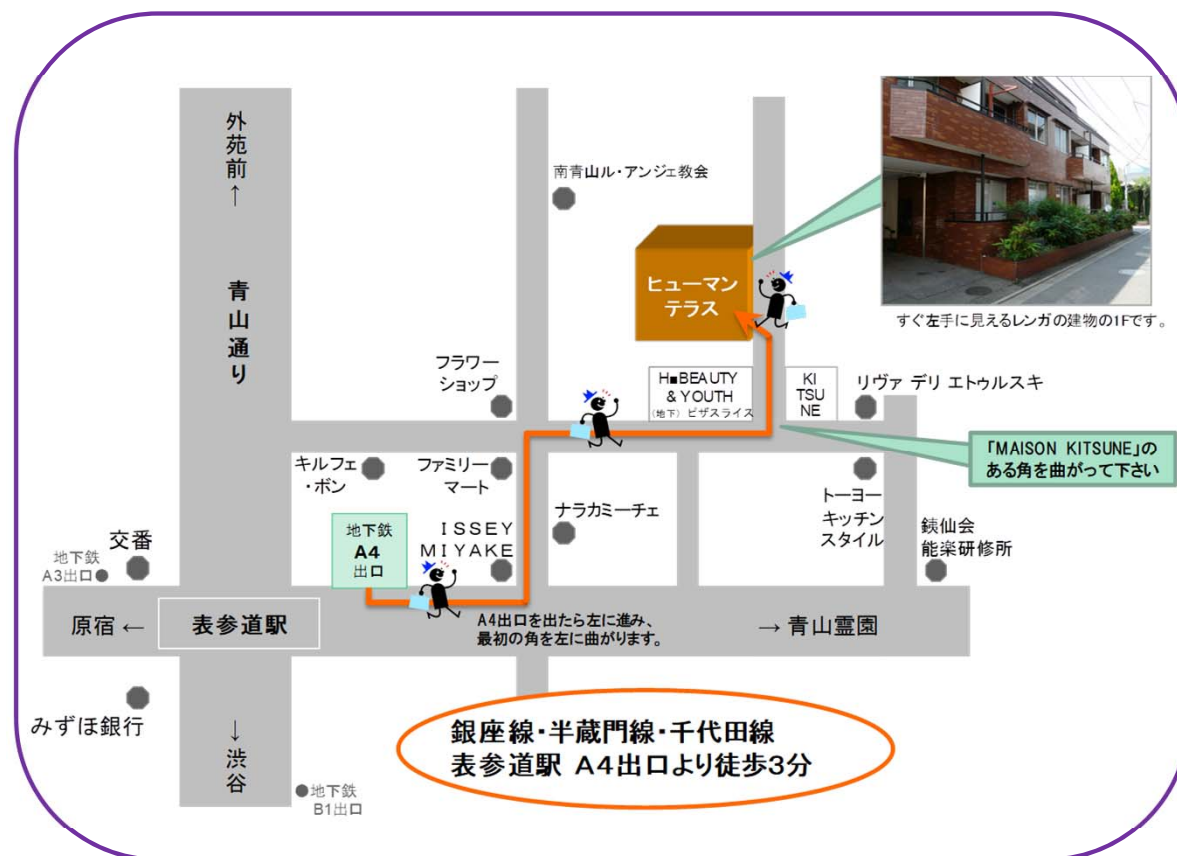 外苑前
↑
青山通り
南青山ル・アンジェ教会
ヒューマン
テラス
すぐ左手に見えるレンガの建物の1Fです。
フラワー
ショップ
H■BEAUTY
& YOUTH
(地下) ピザスライス
KI
TSU
NE
リヴァ デリ エトゥルスキ
「MAISON KITSUNE」の
ある角を曲がって下さい
キルフェ
・ボン
ファミリー
マート
ナラカミーチェ
トーヨー
キッチン
スタイル
銕仙会
能楽研修所
地下鉄
A4
出口
ISSEY
MIYAKE
交番
地下鉄
A3出口●
原宿 ←
表参道駅
A4出口を出たら左に進み、
最初の角を左に曲がります。
→ 青山霊園
みずほ銀行
↓
渋谷
●地下鉄
B1出口
銀座線・半蔵門線・千代田線
表参道駅 A4出口より徒歩3分